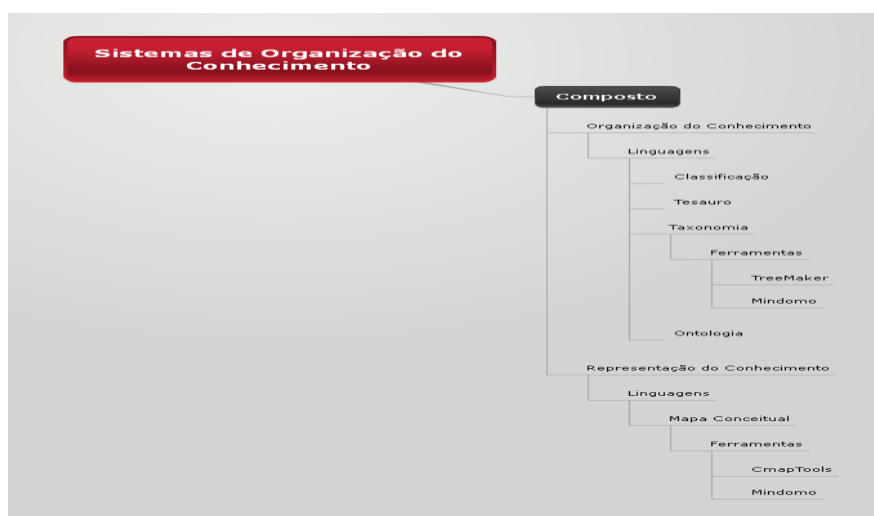 Sistemas de Organização do
Conhecimento
Composto
Organização do Conhecimento
Linguagens
Classificação
Tesauro
Taxonomia
Ferramentas
TreeMaker
Mindomo
Ontologia
Representação do Conhecimento
Linguagens
Mapa Conceitual
Ferramentas
CmapTools
Mindomo